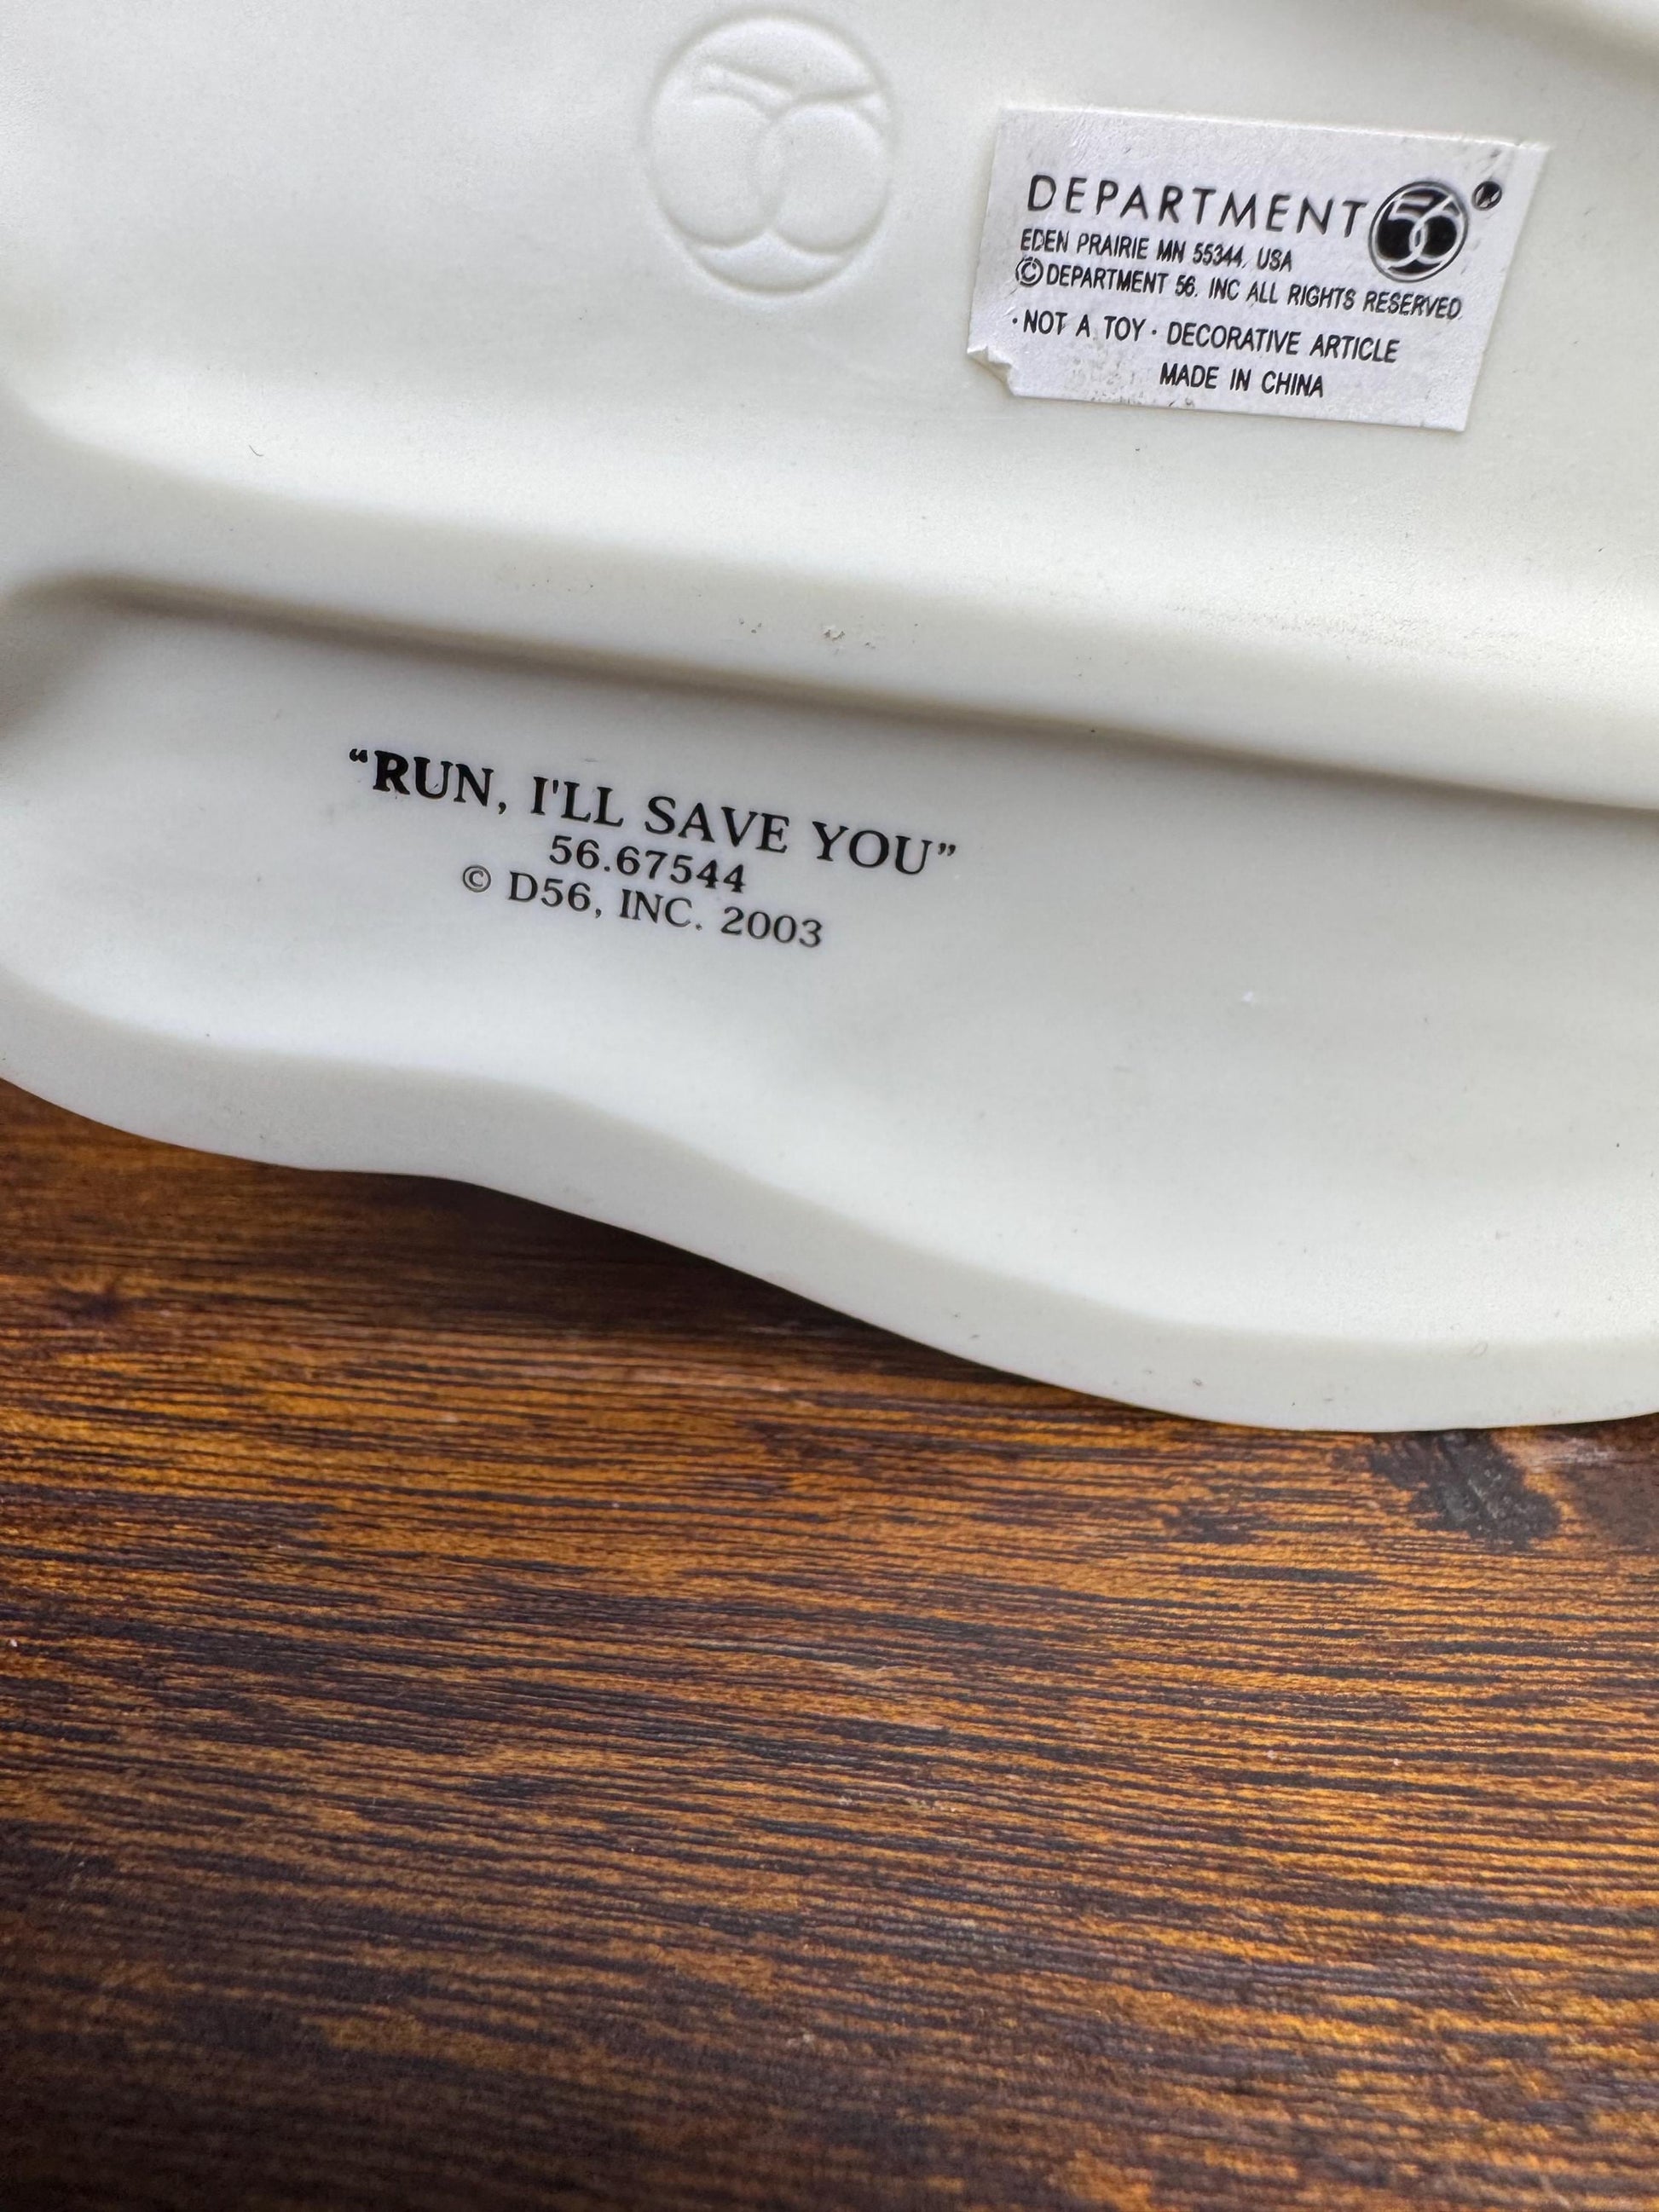 DEPARTMENT 56®
EDEN PRAIRIE MN 55344, USA
© DEPARTMENT 56. INC ALL RIGHTS RESERVED
·NOT A TOY· DECORATIVE ARTICLE
MADE IN CHINA
“RUN, I'LL SAVE YOU”
56.67544
© D56, INC. 2003